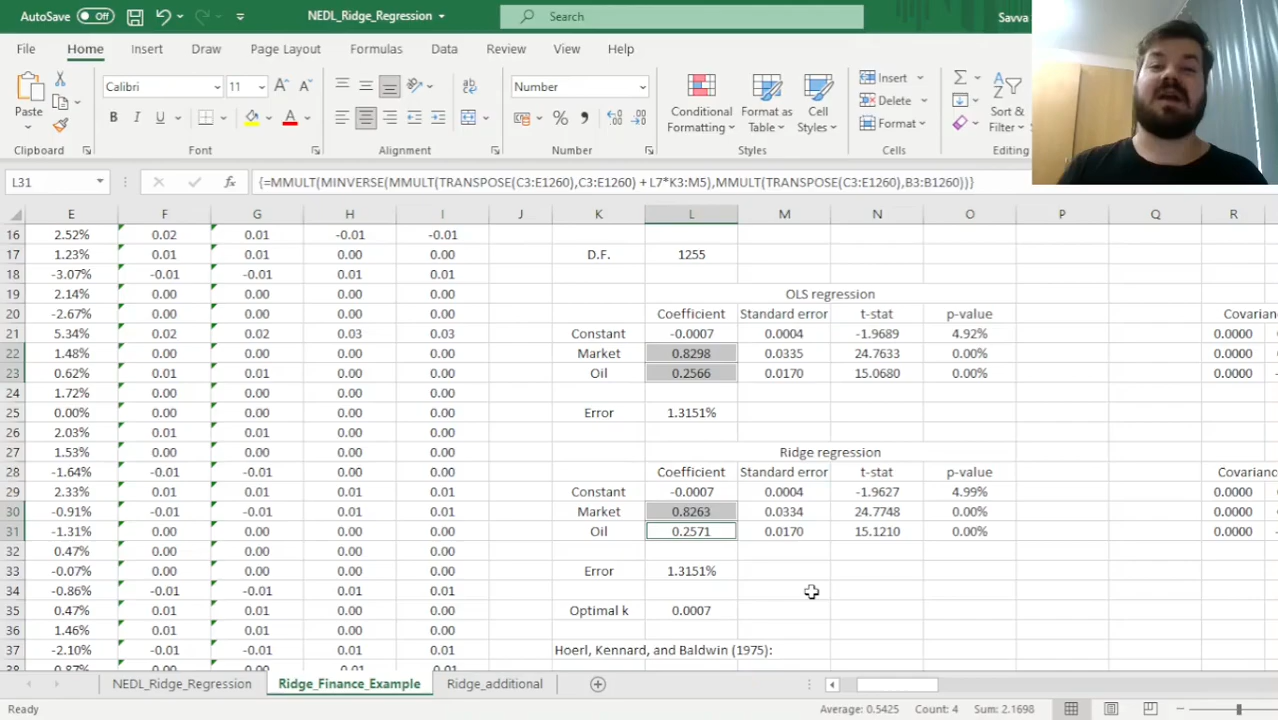 AutoSave Off NEDL_Ridge_Regression Search Savva
File Home Insert Draw Page Layout Formulas Data Review View Help
Paste Calibri 11 Number Conditional Formatting Format as Table Cell Styles Insert Delete Format Sort & Filter
Clipboard Font Alignment Number Styles Cells Editing
L31 fx {=MMULT(MINVERSE(MMULT(TRANSPOSE(C3:E1260),C3:E1260) + L7*K3:M5),MMULT(TRANSPOSE(C3:E1260),B3:B1260))}
E F G H I J K L M N O P Q R
16 2.52% 0.02 0.01 -0.01 -0.01
17 1.23% 0.01 0.01 0.00 0.00 D.F. 1255
18 -3.07% -0.01 -0.01 0.01 0.01
19 2.14% 0.00 0.00 0.00 0.00 OLS regression
20 -2.67% 0.00 0.00 0.00 0.00 Coefficient Standard error t-stat p-value Covaria
21 5.34% 0.02 0.02 0.03 0.03 Constant -0.0007 0.0004 -1.9689 4.92% 0.0000 0
22 1.48% 0.00 0.00 0.00 0.00 Market 0.8298 0.0335 24.7633 0.00% 0.0000 0
23 0.62% 0.01 0.01 0.00 0.00 Oil 0.2566 0.0170 15.0680 0.00% 0.0000 -
24 1.72% 0.00 0.00 0.00 0.00
25 0.00% 0.00 0.00 0.00 0.00 Error 1.3151%
26 2.03% 0.01 0.01 0.00 0.00
27 1.53% 0.00 0.00 0.00 0.00 Ridge regression
28 -1.64% -0.01 -0.01 0.00 0.00 Coefficient Standard error t-stat p-value Covarianc
29 2.33% 0.01 0.01 0.01 0.01 Constant -0.0007 0.0004 -1.9627 4.99% 0.0000 0
30 -0.91% -0.01 -0.01 0.01 0.01 Market 0.8263 0.0334 24.7748 0.00% 0.0000 0
31 -1.31% 0.00 0.00 0.00 0.00 Oil 0.2571 0.0170 15.1210 0.00% 0.0000 -
32 0.47% 0.01 0.01 0.00 0.00
33 -0.07% 0.00 0.00 0.00 0.00 Error 1.3151%
34 -0.86% -0.01 -0.01 0.01 0.01
35 0.47% 0.01 0.01 0.00 0.00 Optimal k 0.0007
36 1.46% 0.01 0.01 0.00 0.00
37 -2.10% -0.01 -0.01 0.01 0.01 Hoerl, Kennard, and Baldwin (1975):
NEDL_Ridge_Regression Ridge_Finance_Example Ridge_additional
Ready Average: 0.5425 Count: 4 Sum: 2.1698